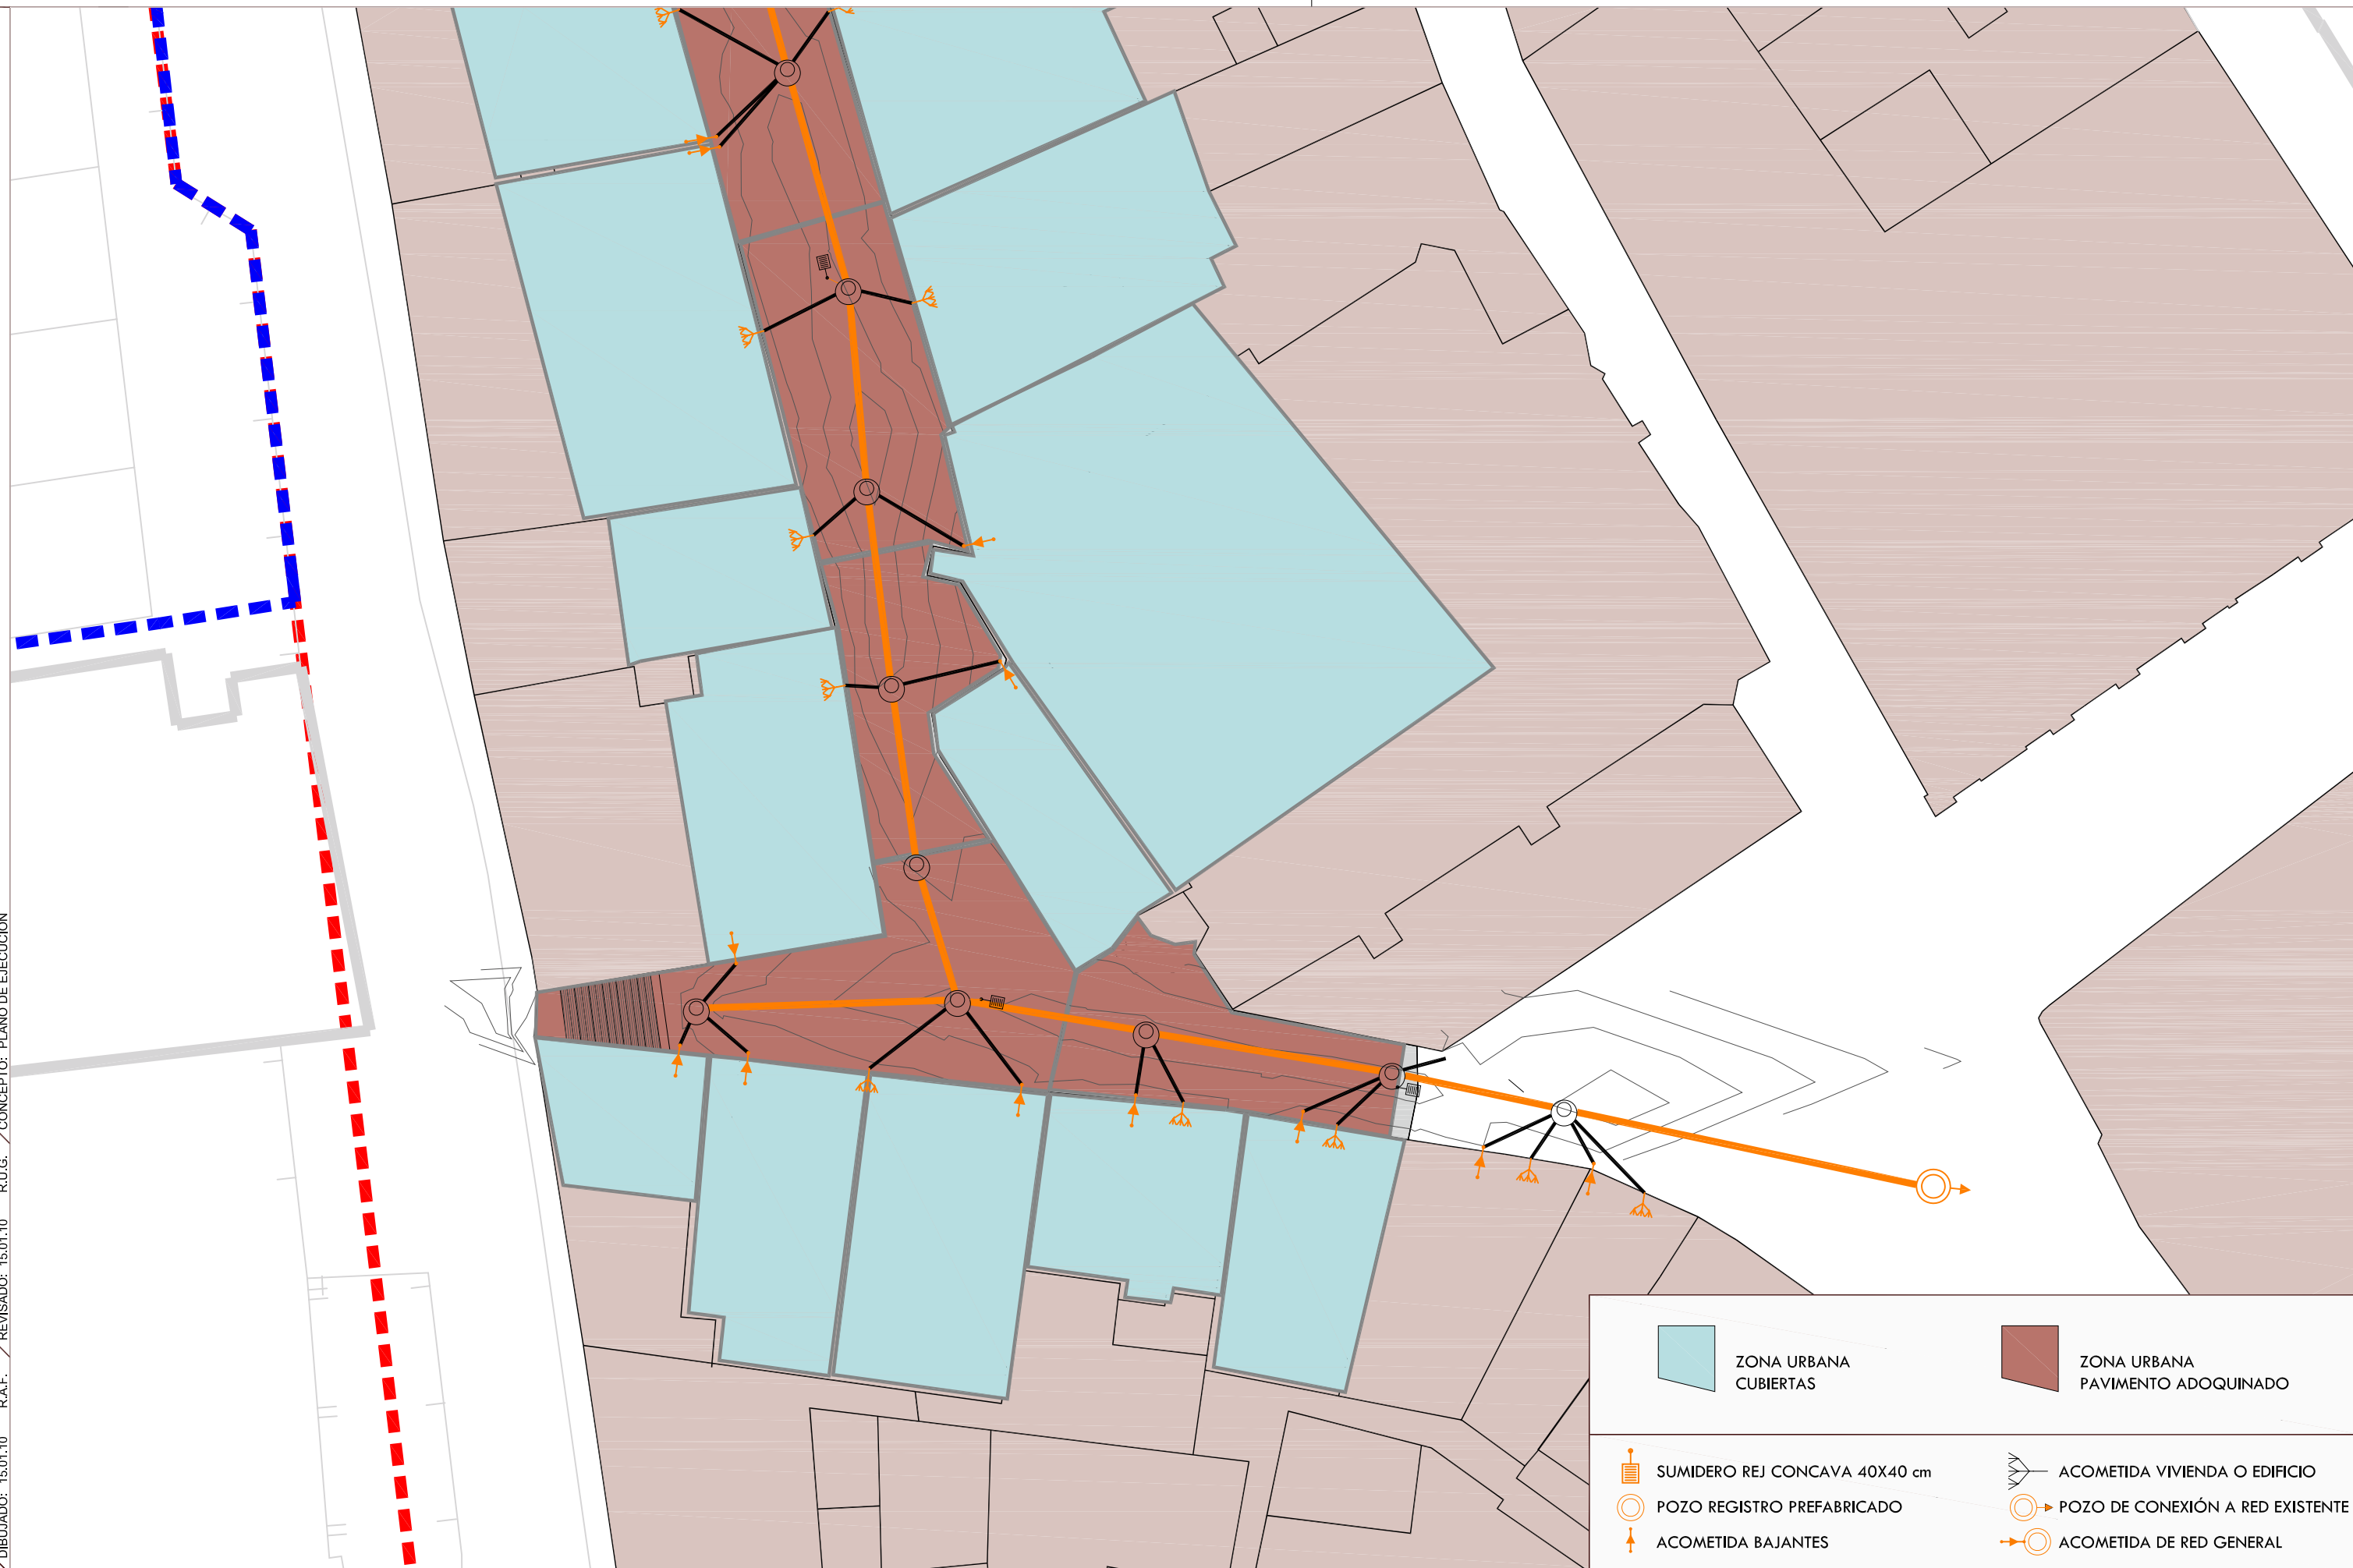 CONCEPTO: PLANO DE EJECUCIÓN
R.U.G.
REVISADO: 15.01.10
R.A.F.
DIBUJADO: 15.01.10
ZONA URBANA
CUBIERTAS
ZONA URBANA
PAVIMENTO ADOQUINADO
SUMIDERO REJ CONCAVA 40X40 cm
POZO REGISTRO PREFABRICADO
ACOMETIDA BAJANTES
ACOMETIDA VIVIENDA O EDIFICIO
POZO DE CONEXIÓN A RED EXISTENTE
ACOMETIDA DE RED GENERAL